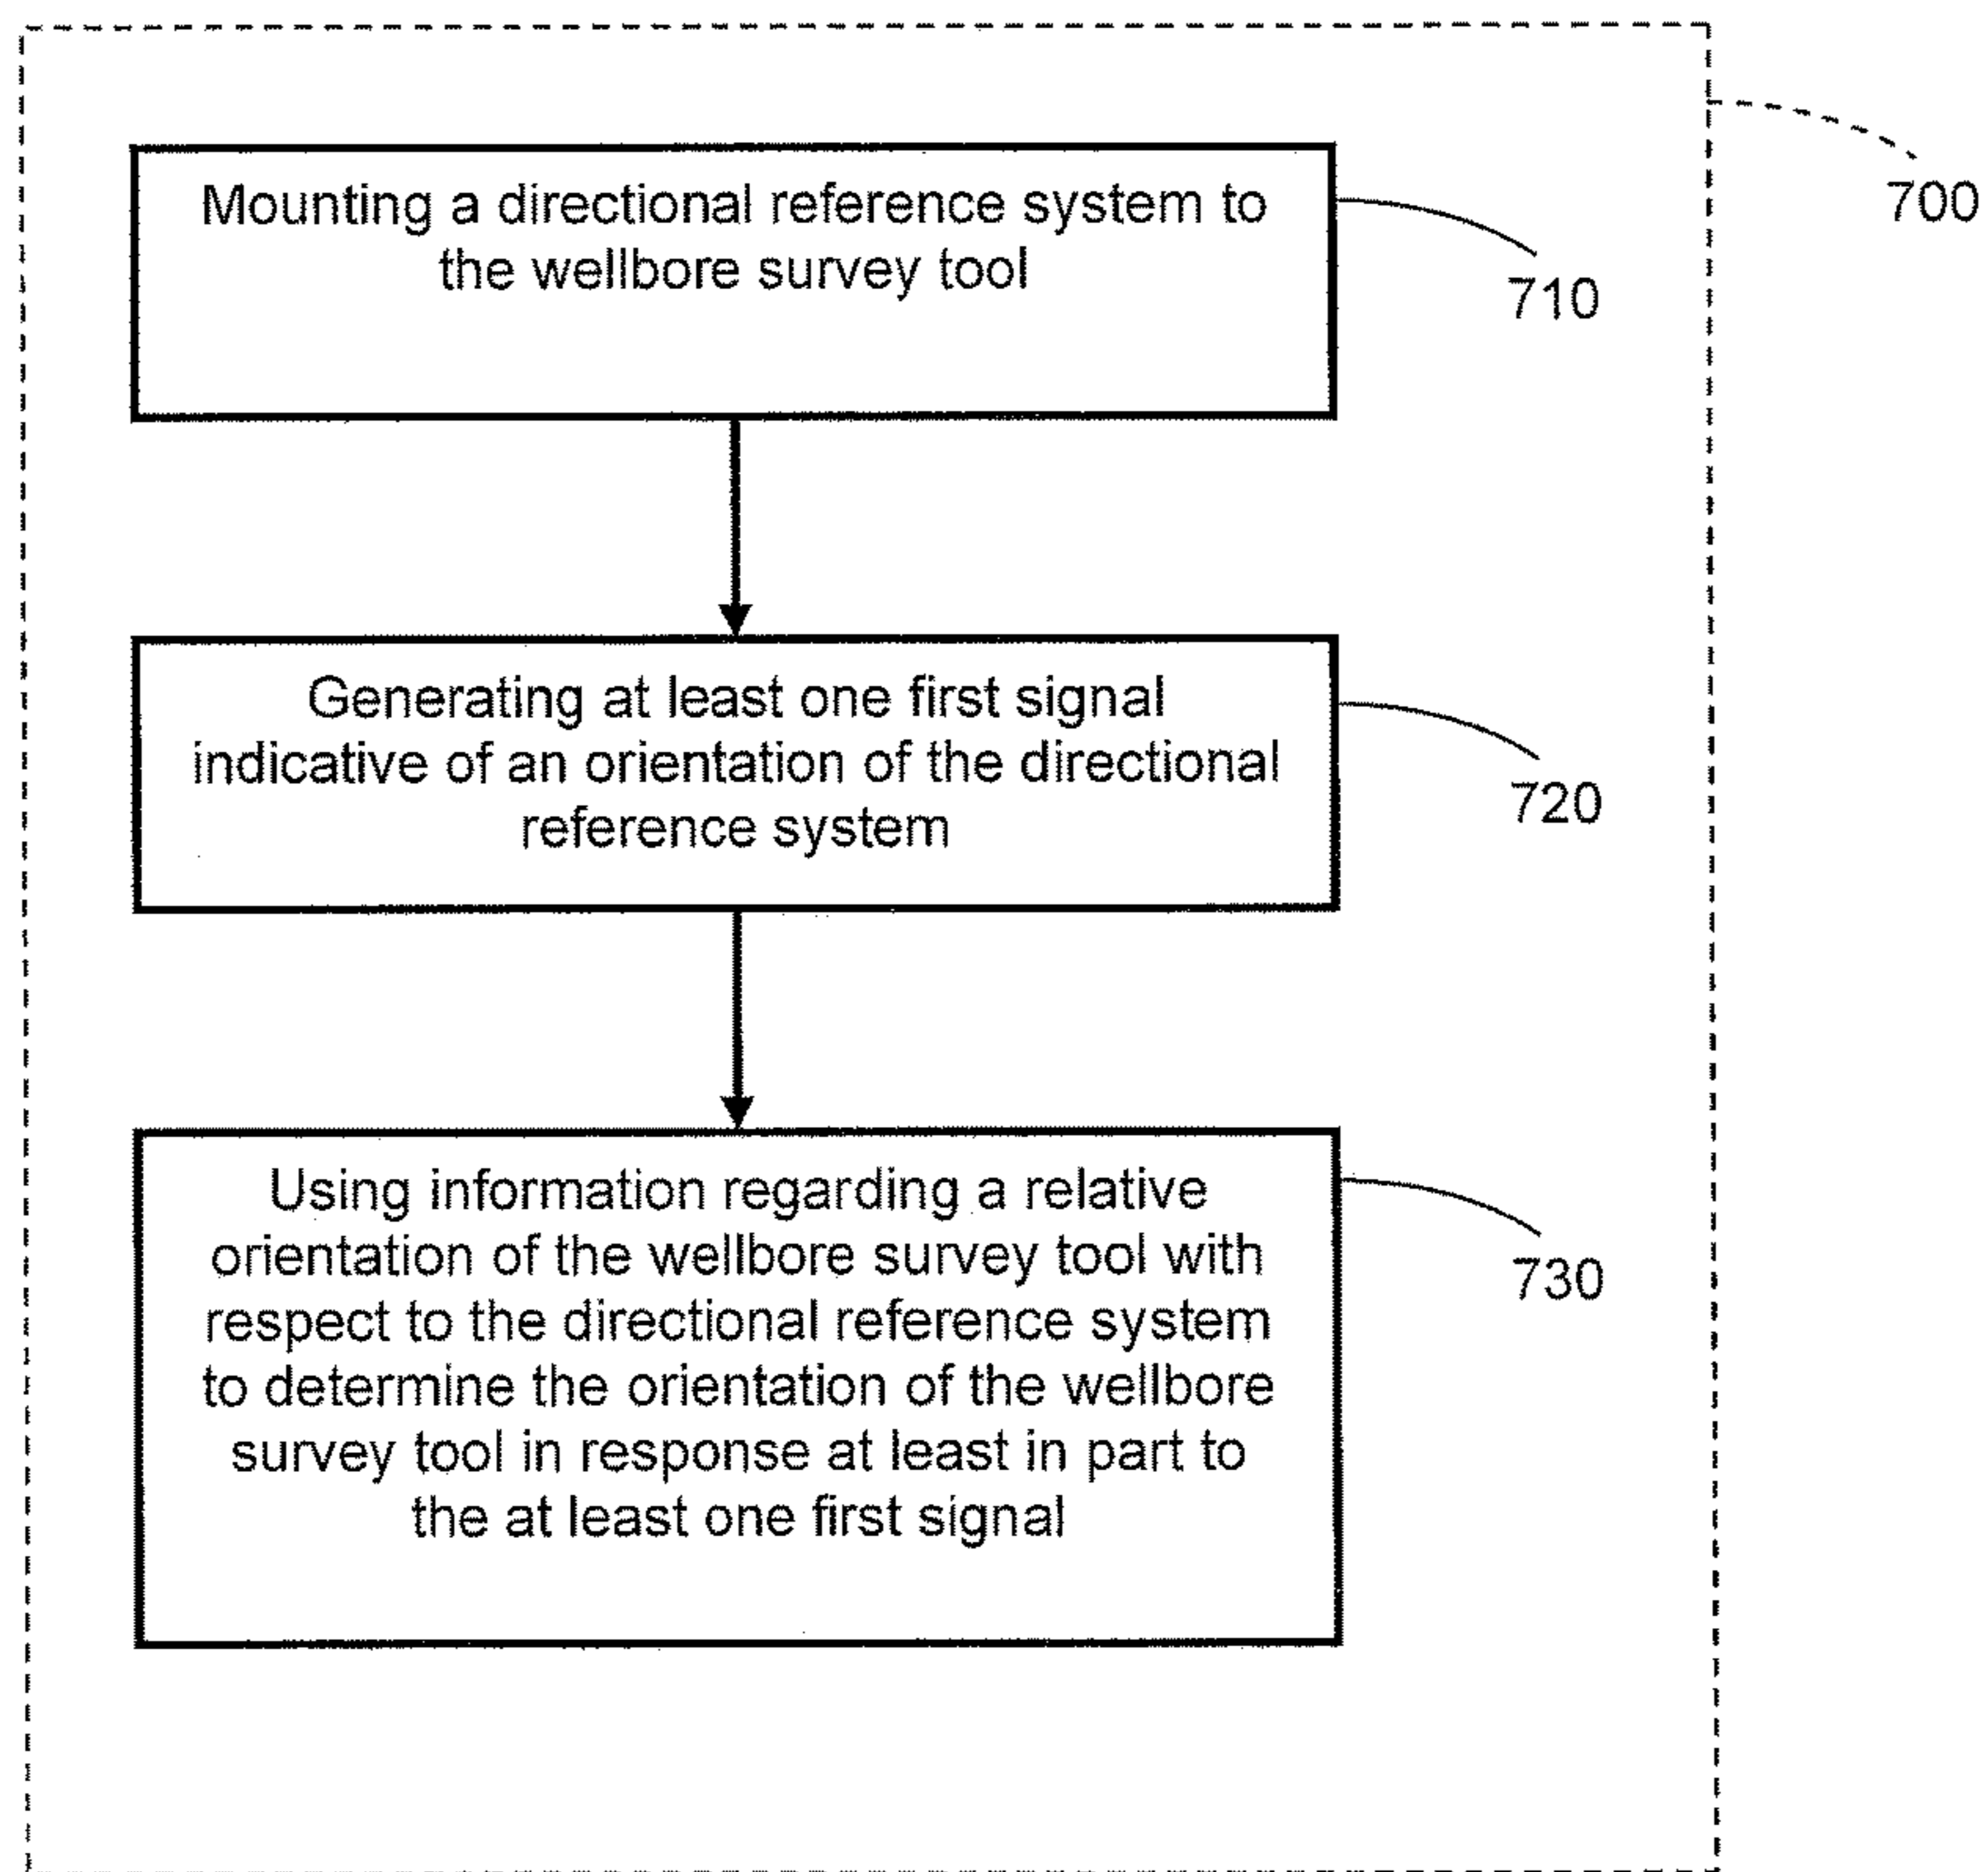 700
Mounting a directional reference system to
the wellbore survey tool
710
Generating at least one first signal
indicative of an orientation of the directional
reference system
720
Using information regarding a relative
orientation of the wellbore survey tool with
respect to the directional reference system
to determine the orientation of the wellbore
survey tool in response at least in part to
the at least one first signal
730